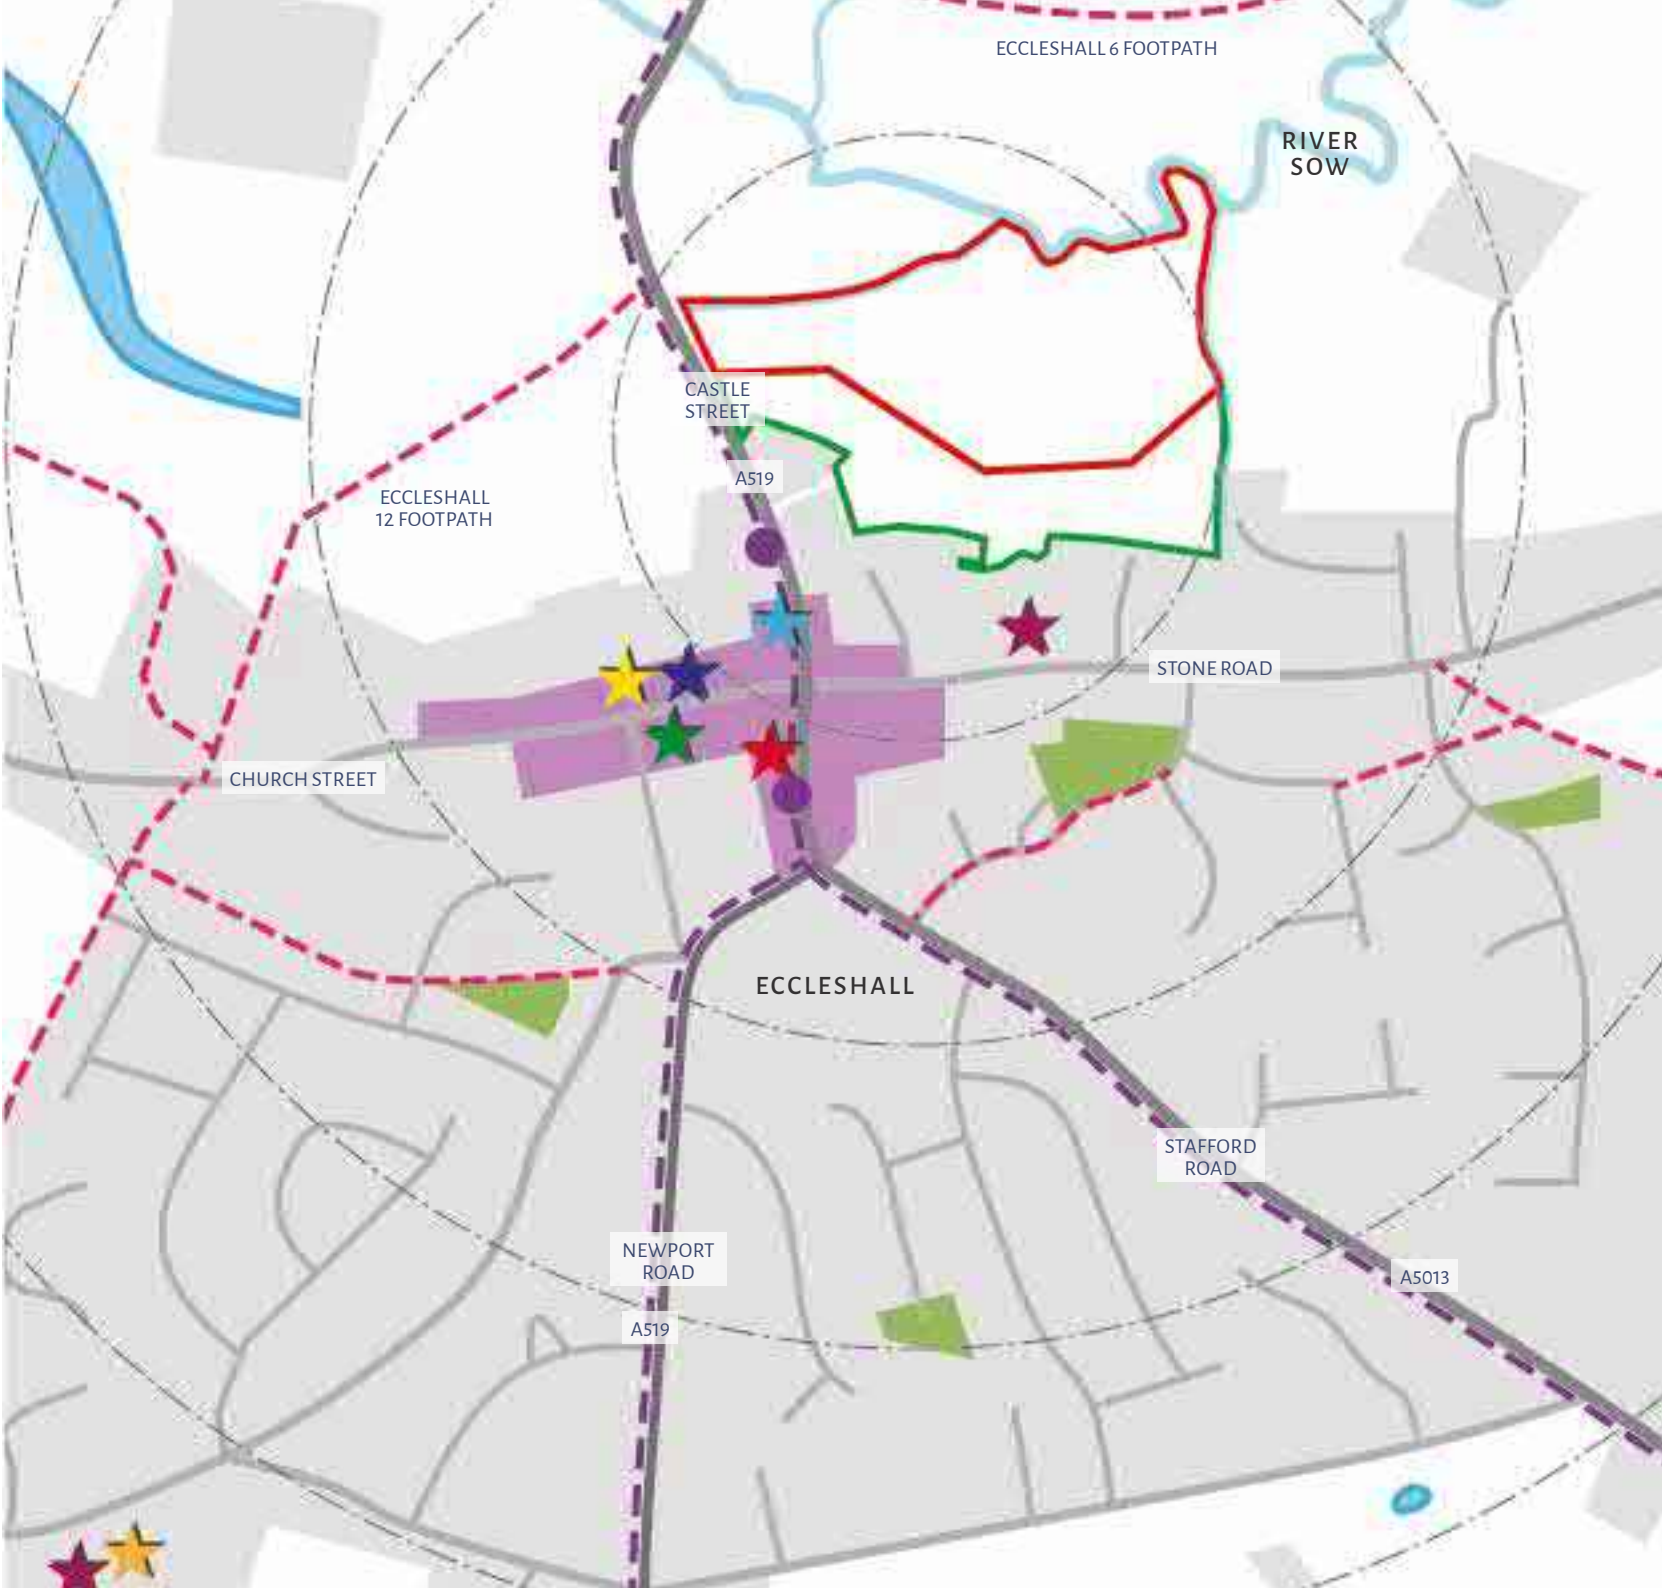 ECCLESHALL 6 FOOTPATH
RIVER
SOW
CASTLE
STREET
A519
ECCLESHALL
12 FOOTPATH
STONE ROAD
CHURCH STREET
ECCLESHALL
STAFFORD
ROAD
NEWPORT
ROAD
A5013
A519